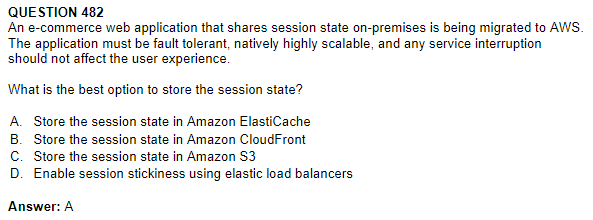 QUESTION 482
An e-commerce web application that shares session state on-premises is being migrated to AWS.
The application must be fault tolerant, natively highly scalable, and any service interruption
should not affect the user experience.
What is the best option to store the session state?
A. Store the session state in Amazon ElastiCache
B. Store the session state in Amazon CloudFront
C. Store the session state in Amazon S3
D. Enable session stickiness using elastic load balancers
Answer: A